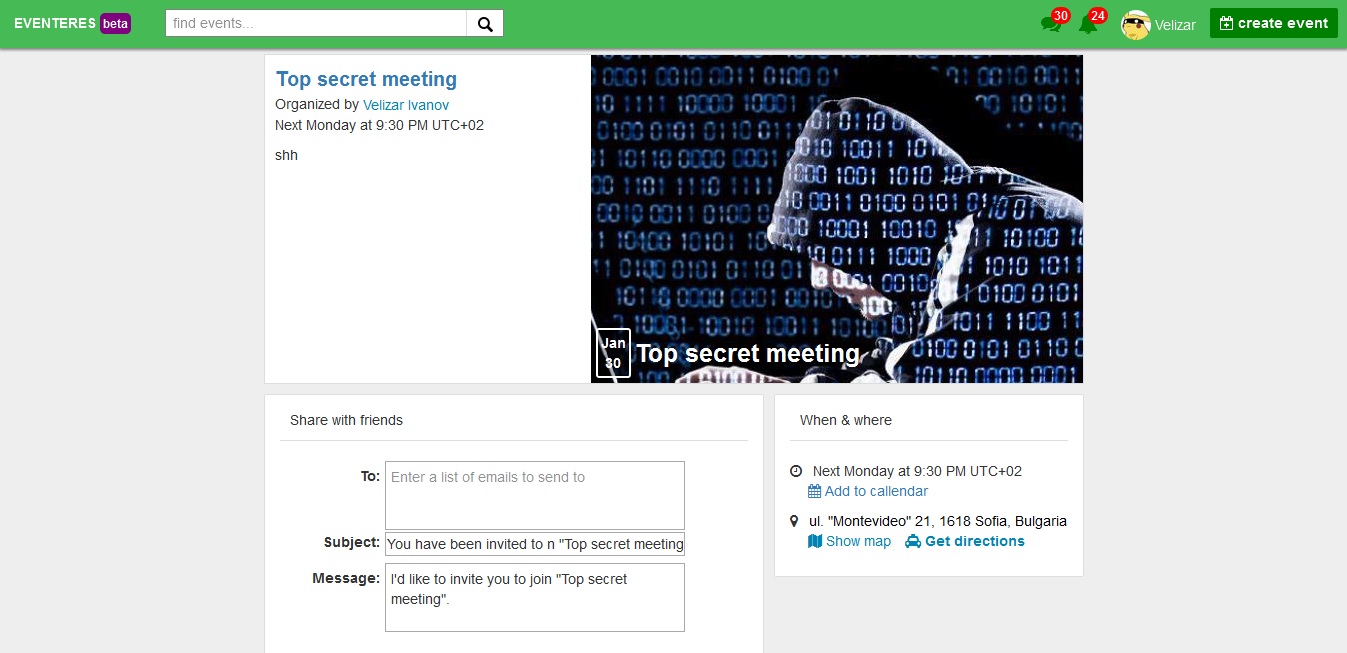 EVENTERES beta
find events...
30
24
Velizar
create event
Top secret meeting
Organized by Velizar Ivanov
Next Monday at 9:30 PM UTC+02
shh
Jan
30
Top secret meeting
Share with friends
To:
Enter a list of emails to send to
Subject:
You have been invited to n "Top secret meeting
Message:
I'd like to invite you to join "Top secret
meeting".
When & where
Next Monday at 9:30 PM UTC+02
Add to callendar
ul. "Montevideo" 21, 1618 Sofia, Bulgaria
Show map
Get directions